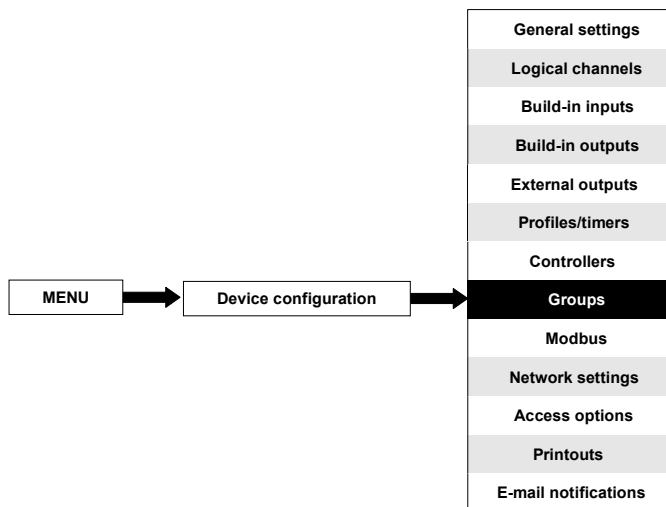 General settings
Logical channels
Build-in inputs
Build-in outputs
External outputs
Profiles/timers
Controllers
MENU
Device configuration
Groups
Modbus
Network settings
Access options
Printouts
E-mail notifications